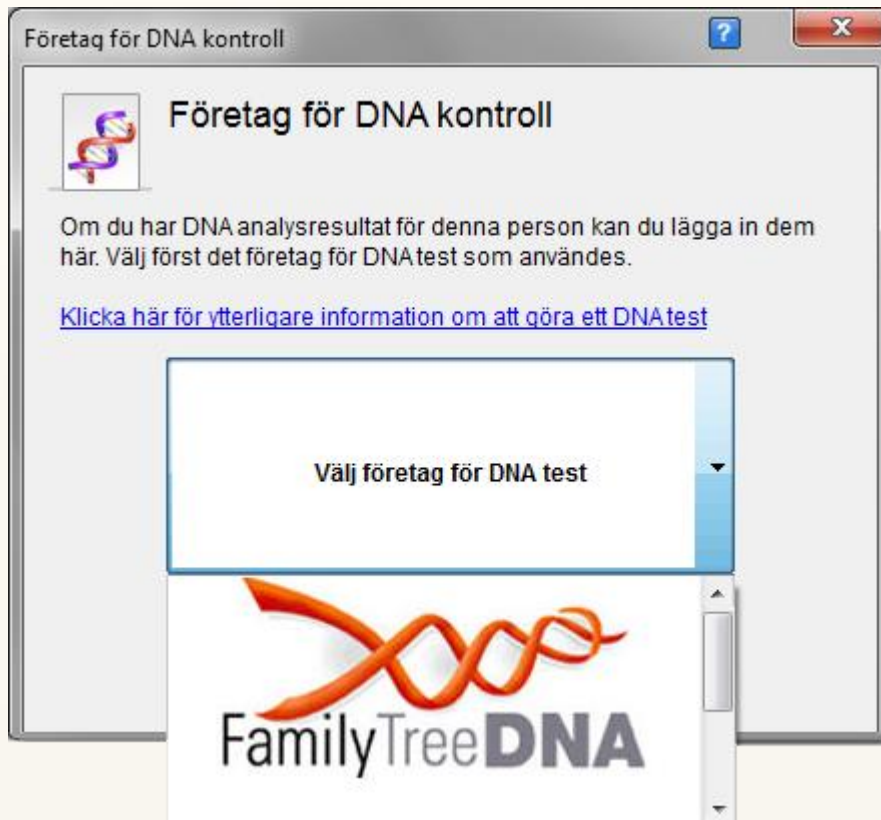 Företag för DNA kontroll
Företag för DNA kontroll
Om du har DNA analysresultat för denna person kan du lägga in dem
här. Välj först det företag för DNA test som användes.
Klicka här för ytterligare information om att göra ett DNA test
Välj företag för DNA test
FamilyTreeDNA